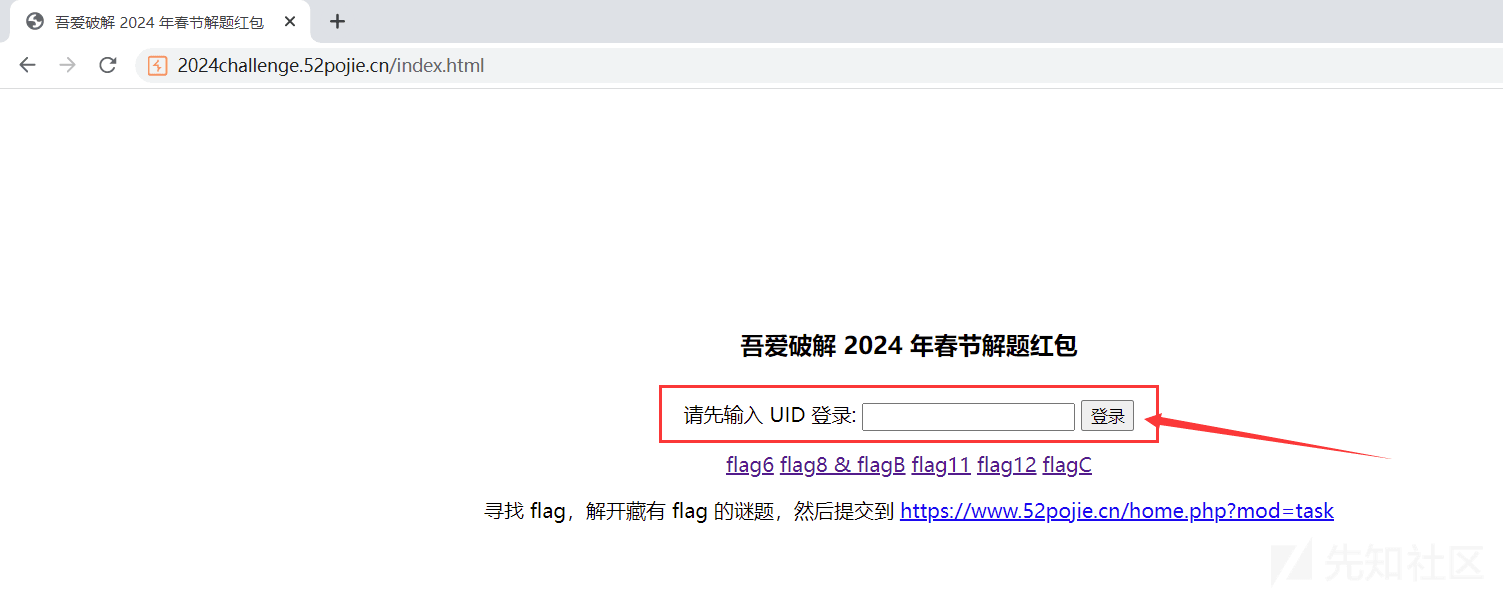 吾爱破解 2024 年春节解题红包
2024challenge.52pojie.cn/index.html
吾爱破解 2024 年春节解题红包
请先输入 UID 登录: 登录
flag6 flag8 & flagB flag11 flag12 flagC
寻找 flag，解开藏有 flag 的谜题，然后提交到 https://www.52pojie.cn/home.php?mod=task
先知社区